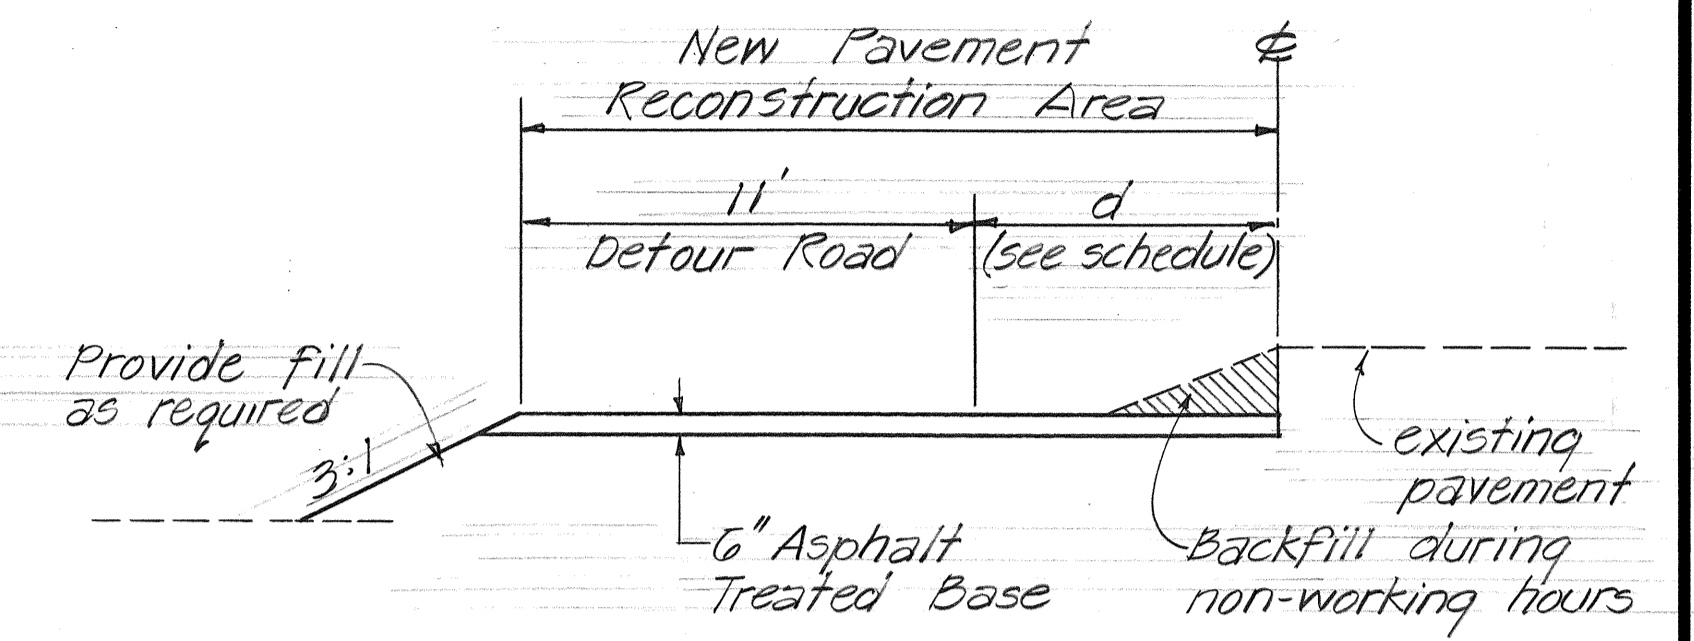 New Pavement
Reconstruction Area
℄
11'
d
Detour Road
(see schedule)
Provide fill
as required
3:1
existing
pavement
6" Asphalt
Treated Base
Backfill during
non-working hours